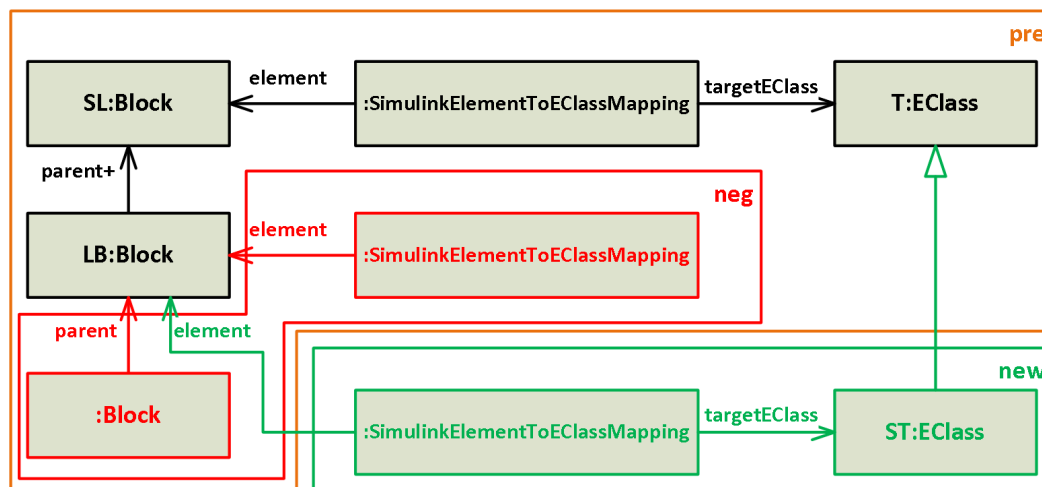 pre
SL:Block
element
:SimulinkElementToEClassMapping
targetEClass
T:EClass
parent+
neg
LB:Block
element
:SimulinkElementToEClassMapping
parent
element
new
:Block
:SimulinkElementToEClassMapping
targetEClass
ST:EClass